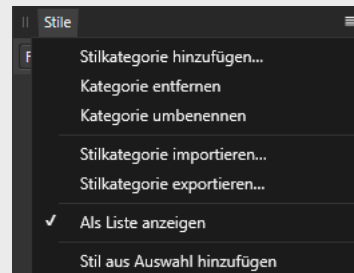 Stile
F
Stilkategorie hinzufügen...
Kategorie entfernen
Kategorie umbenennen
Stilkategorie importieren...
Stilkategorie exportieren...
Als Liste anzeigen
Stil aus Auswahl hinzufügen